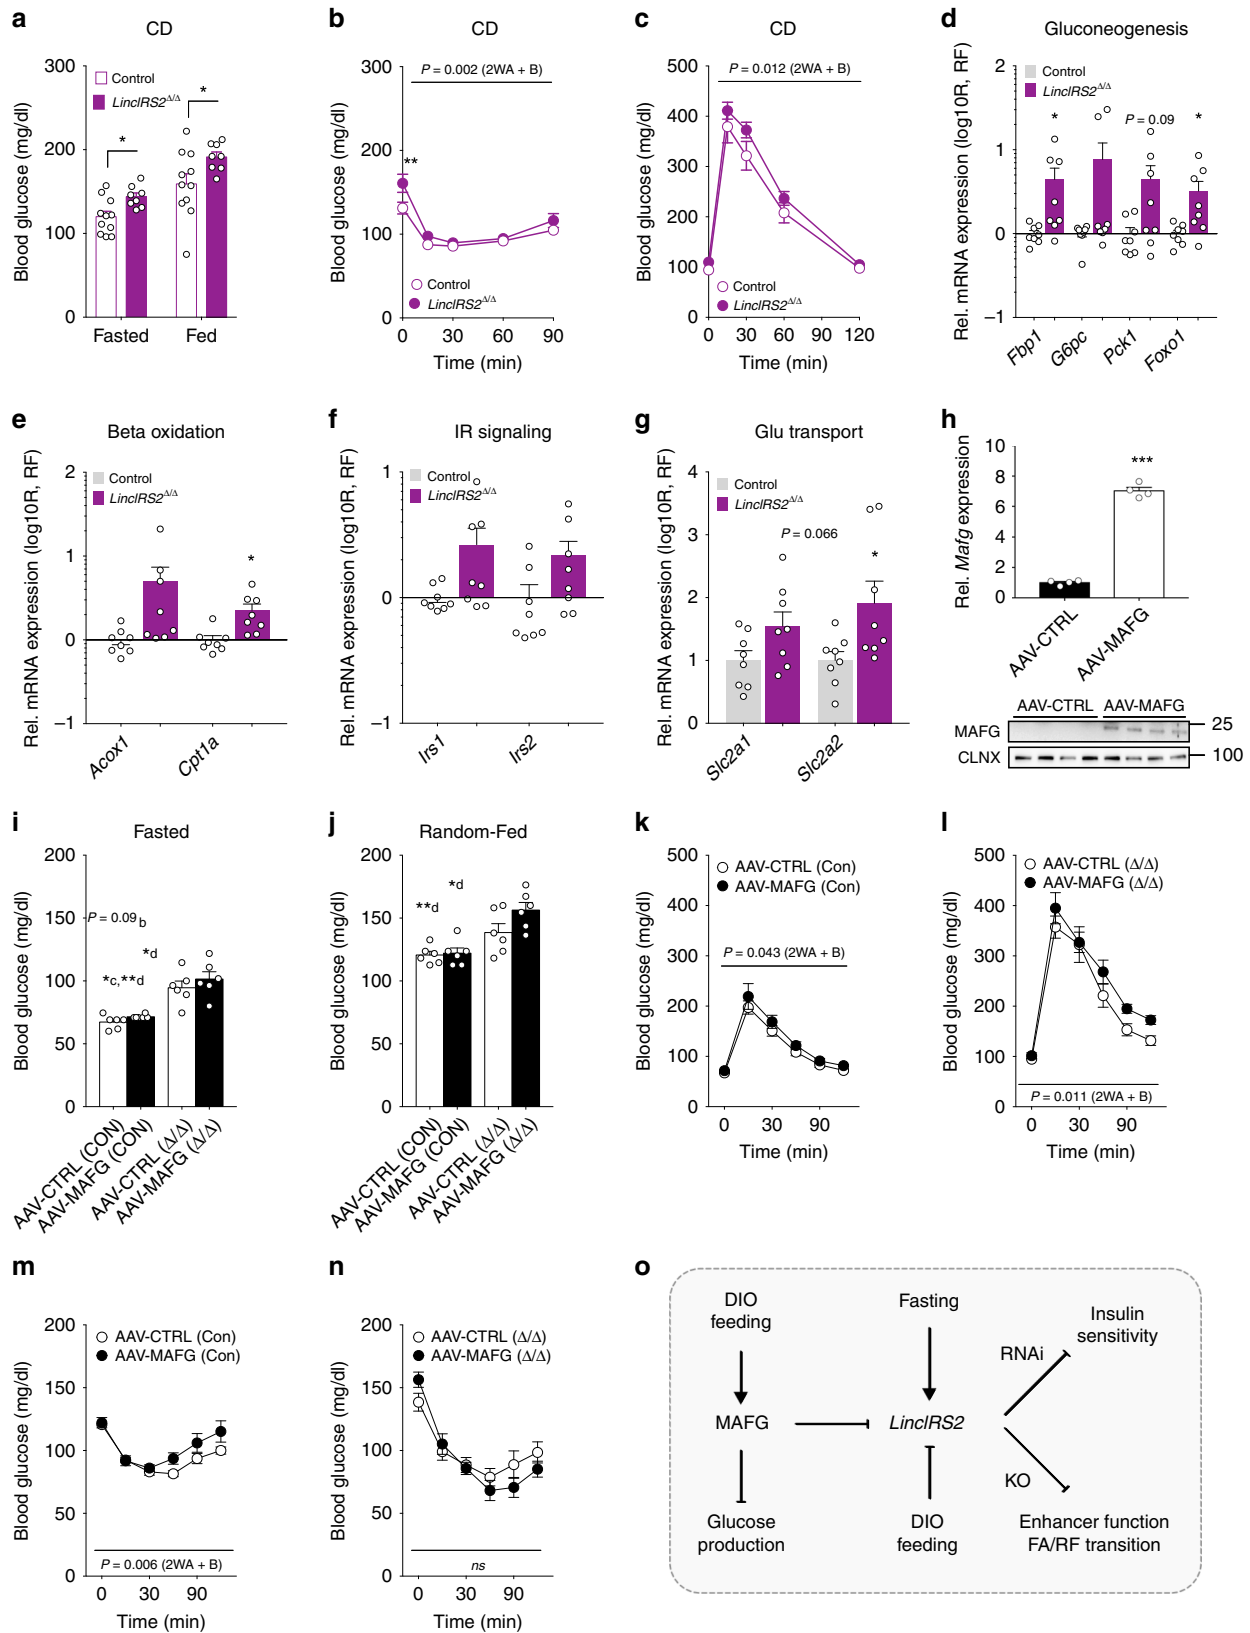 a
CD
Blood glucose (mg/dl)
300
200
100
0
Control
LincIRS2Δ/Δ
*
*
Fasted
Fed
b
CD
P = 0.002 (2WA + B)
Blood glucose (mg/dl)
300
200
100
0
**
Control
LincIRS2Δ/Δ
0
30
60
90
Time (min)
c
CD
P = 0.012 (2WA + B)
Blood glucose (mg/dl)
500
400
300
200
100
0
Control
LincIRS2Δ/Δ
0
30
60
120
Time (min)
d
Gluconeogenesis
Rel. mRNA expression (log10R, RF)
2
1
0
−1
Control
LincIRS2Δ/Δ
*
P = 0.09
*
Fbp1
G6pc
Pck1
Foxo1
e
Beta oxidation
Rel. mRNA expression (log10R, RF)
2
1
0
−1
Control
LincIRS2Δ/Δ
*
Acox1
Cpt1a
f
IR signaling
Rel. mRNA expression (log10R, RF)
1
0
−1
Control
LincIRS2Δ/Δ
Irs1
Irs2
g
Glu transport
Rel. mRNA expression (log10R, RF)
4
3
2
1
0
Control
LincIRS2Δ/Δ
P = 0.066
*
Slc2a1
Slc2a2
h
Rel. Mafg expression
10
8
6
4
2
0
***
AAV-CTRL
AAV-MAFG
AAV-CTRL
AAV-MAFG
MAFG
25
CLNX
100
i
Fasted
Blood glucose (mg/dl)
200
150
100
50
0
P = 0.09 b
*d
*c,**d
AAV-CTRL (CON)
AAV-MAFG (CON)
AAV-CTRL (Δ/Δ)
AAV-MAFG (Δ/Δ)
j
Random-Fed
Blood glucose (mg/dl)
200
150
100
50
0
*d
**d
AAV-CTRL (CON)
AAV-MAFG (CON)
AAV-CTRL (Δ/Δ)
AAV-MAFG (Δ/Δ)
k
Blood glucose (mg/dl)
500
400
300
200
100
0
AAV-CTRL (Con)
AAV-MAFG (Con)
P = 0.043 (2WA + B)
0
30
90
Time (min)
l
Blood glucose (mg/dl)
500
400
300
200
100
0
AAV-CTRL (Δ/Δ)
AAV-MAFG (Δ/Δ)
P = 0.011 (2WA + B)
0
30
90
Time (min)
m
Blood glucose (mg/dl)
200
150
100
50
0
AAV-CTRL (Con)
AAV-MAFG (Con)
P = 0.006 (2WA + B)
0
30
90
Time (min)
n
Blood glucose (mg/dl)
200
150
100
50
0
AAV-CTRL (Δ/Δ)
AAV-MAFG (Δ/Δ)
ns
0
30
90
Time (min)
o
DIO
feeding
Fasting
Insulin
sensitivity
RNAi
MAFG
LincIRS2
KO
Glucose
production
DIO
feeding
Enhancer function
FA/RF transition